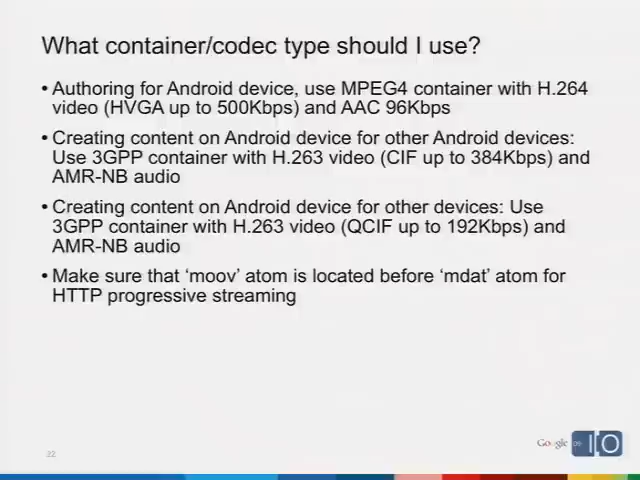 What container/codec type should I use?
• Authoring for Android device, use MPEG4 container with H.264
video (HVGA up to 500Kbps) and AAC 96Kbps
• Creating content on Android device for other Android devices:
Use 3GPP container with H.263 video (CIF up to 384Kbps) and
AMR-NB audio
• Creating content on Android device for other devices: Use
3GPP container with H.263 video (QCIF up to 192Kbps) and
AMR-NB audio
• Make sure that ‘moov’ atom is located before ‘mdat’ atom for
HTTP progressive streaming
22
Google IO